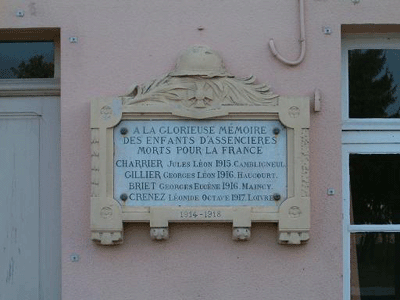 A LA GLORIEUSE MÉMOIRE
DES ENFANTS D'ASSENCIÈRES
MORTS POUR LA FRANCE
CHARRIER JULES LÉON 1915. CAMBLIGNEUL
GILLIER GEORGES LÉON 1916. HAUCOURT.
BRIET GEORGES EUGÈNE 1916. MAINCY.
CRENEZ LÉONIDE OCTAVE 1917. LOIVRE
1914-1918